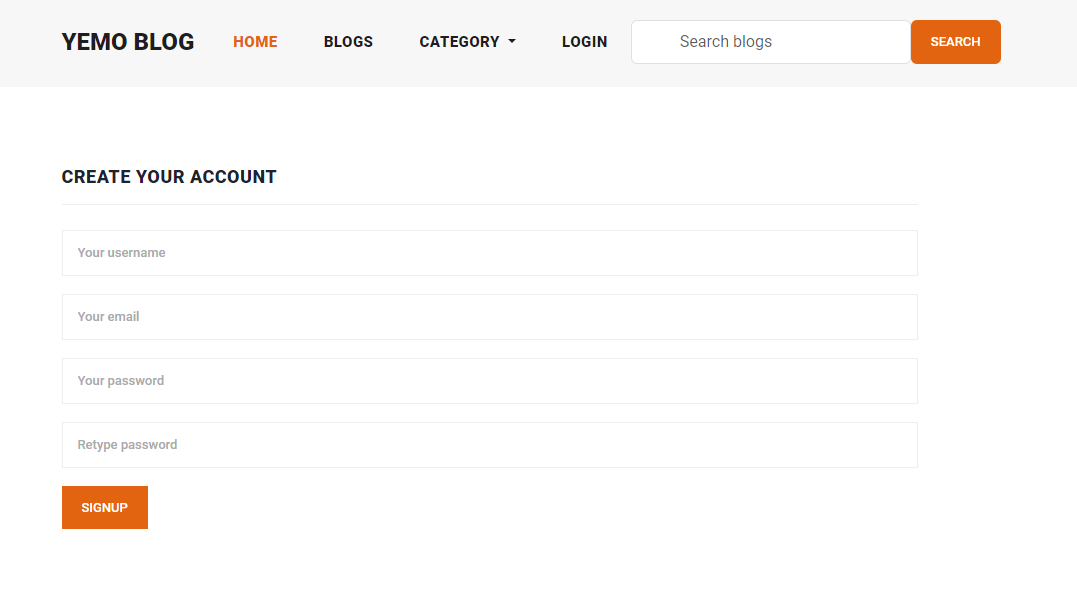 YEMO BLOG HOME BLOGS CATEGORY LOGIN Search blogs SEARCH
CREATE YOUR ACCOUNT
Your username
Your email
Your password
Retype password
SIGNUP